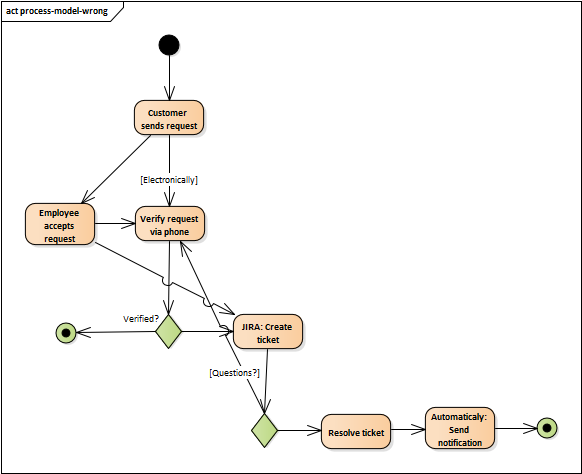 act process-model-wrong
Customer
sends request
[Electronically]
Employee
accepts
request
Verify request
via phone
Verified?
JIRA: Create
ticket
[Questions?]
Resolve ticket
Automaticaly:
Send
notification